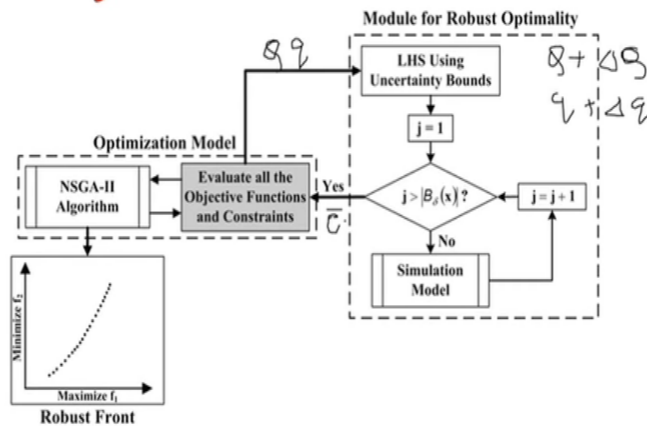 Module for Robust Optimality
LHS Using
Uncertainty Bounds
j = 1
j > |B_δ(x)| ?
j = j + 1
Yes
No
Simulation
Model
Optimization Model
NSGA-II
Algorithm
Evaluate all the
Objective Functions
and Constraints
Minimize f₂
Maximize f₁
Robust Front
q + Δq